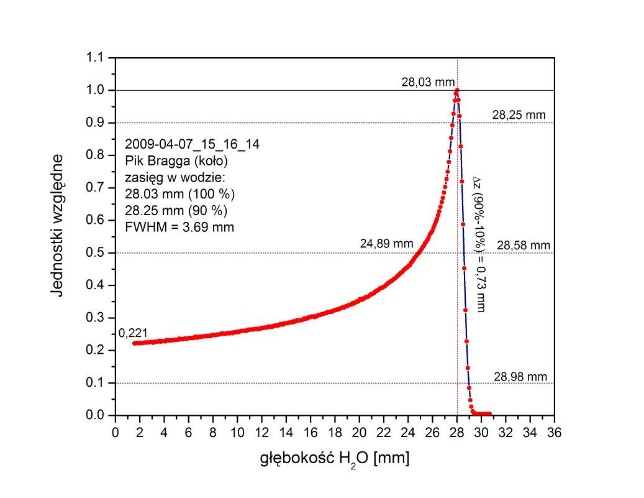 1.1
1.0
0.9
0.8
0.7
0.6
0.5
0.4
0.3
0.2
0.1
0.0
Jednostki względne
28,03 mm
28,25 mm
2009-04-07_15_16_14
Pik Bragga (koło)
zasięg w wodzie:
28.03 mm (100 %)
28.25 mm (90 %)
FWHM = 3.69 mm
24,89 mm
28,58 mm
Δz (90%-10%) = 0,73 mm
0,221
28,98 mm
0 2 4 6 8 10 12 14 16 18 20 22 24 26 28 30 32 34 36
głębokość H₂O [mm]